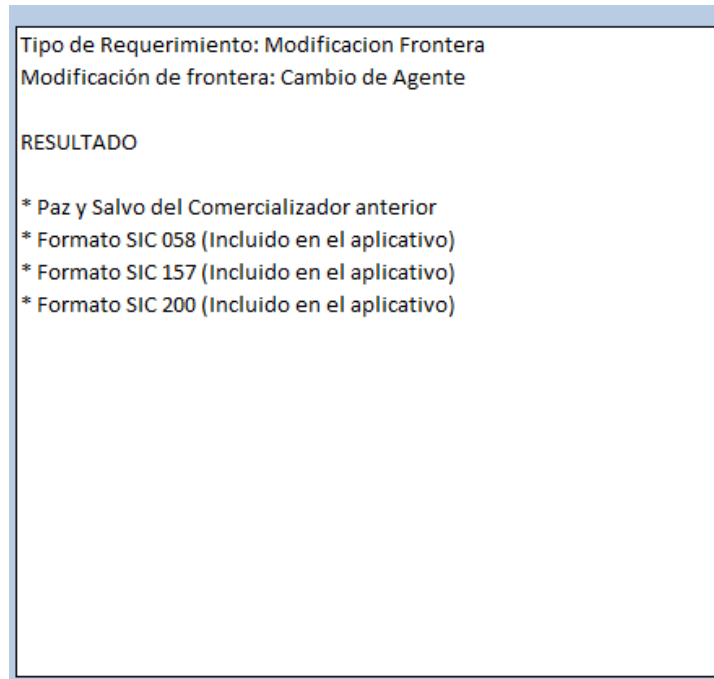 Tipo de Requerimiento: Modificacion Frontera
Modificación de frontera: Cambio de Agente
RESULTADO
* Paz y Salvo del Comercializador anterior
* Formato SIC 058 (Incluido en el aplicativo)
* Formato SIC 157 (Incluido en el aplicativo)
* Formato SIC 200 (Incluido en el aplicativo)